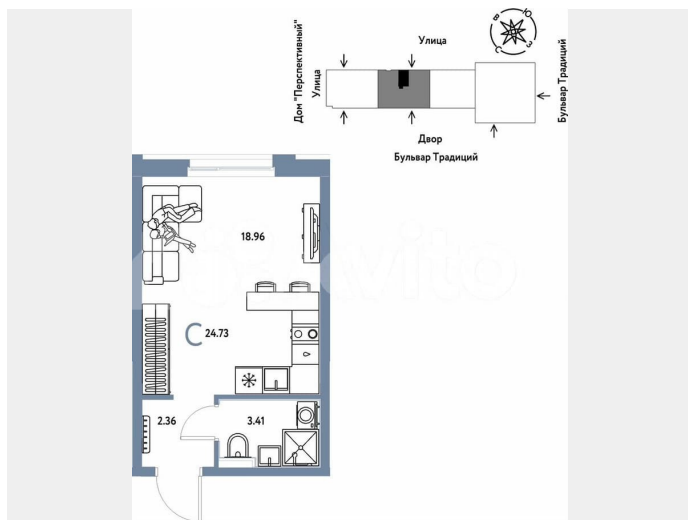 Улица
Дом "Перспективный"
Улица
В
Ю
С
З
Бульвар Традиций
Двор
Бульвар Традиций
18.96
С 24.73
2.36
3.41